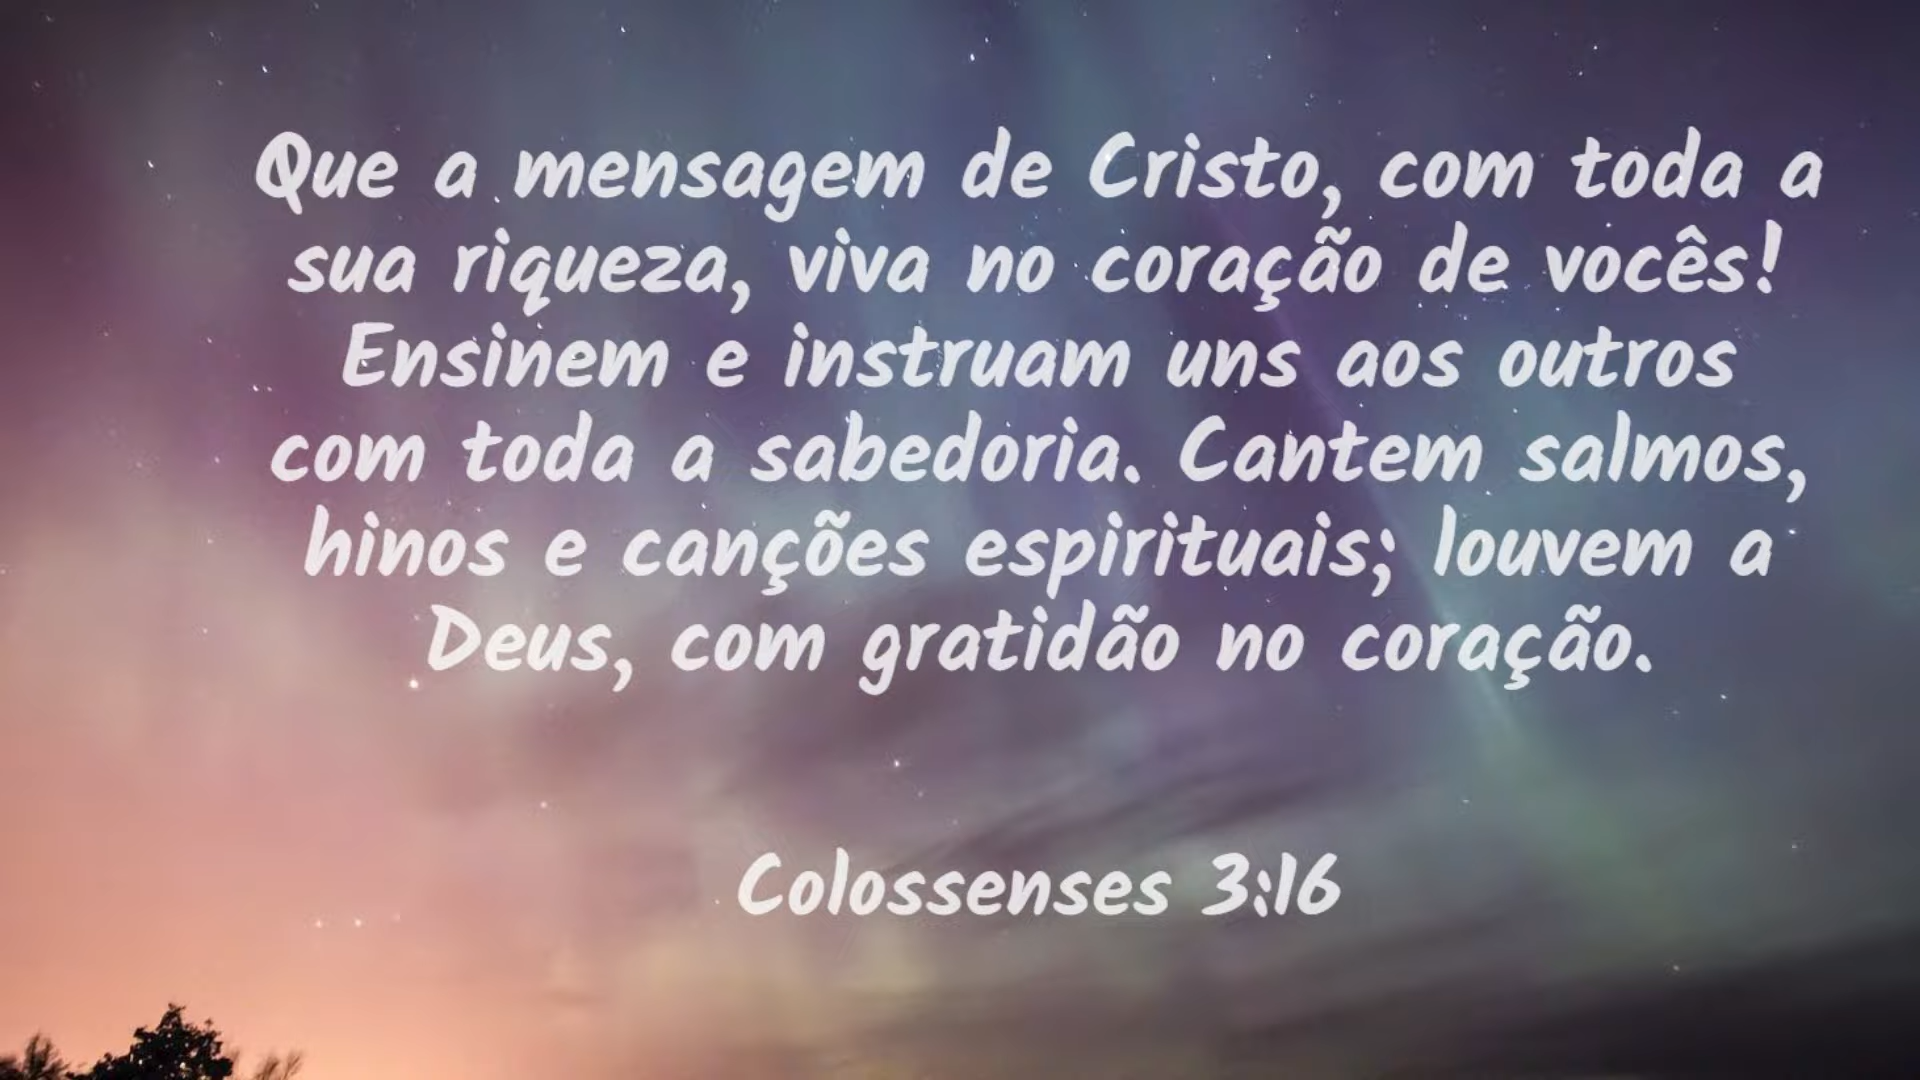 Que a mensagem de Cristo, com toda a
sua riqueza, viva no coração de vocês!
Ensinem e instruam uns aos outros
com toda a sabedoria. Cantem salmos,
hinos e canções espirituais; louvem a
Deus, com gratidão no coração.
Colossenses 3:16